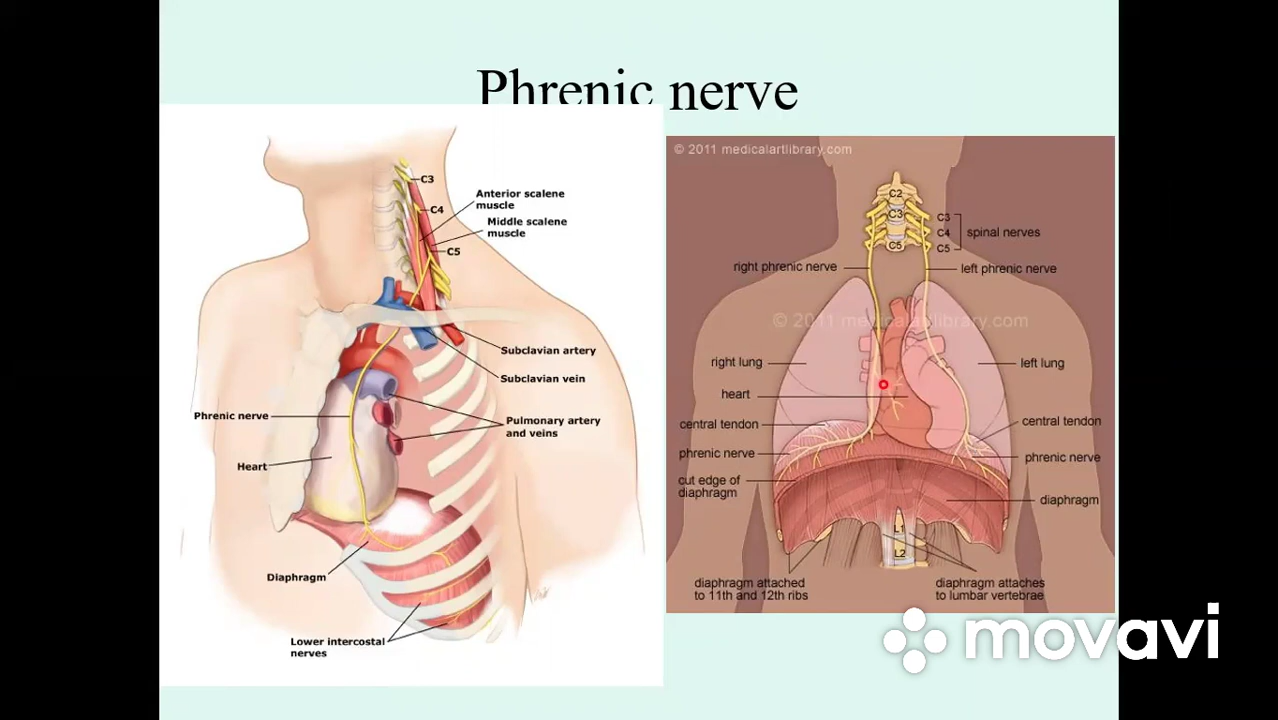 Phrenic nerve
C3
Anterior scalene
muscle
C4
Middle scalene
muscle
C5
Subclavian artery
Subclavian vein
Phrenic nerve
Pulmonary artery
and veins
Heart
Diaphragm
Lower intercostal
nerves
© 2011 medicalartlibrary.com
C2
C3
C5
C3
C4
C5
spinal nerves
right phrenic nerve
left phrenic nerve
© 2011 medicalartlibrary.com
right lung
left lung
heart
central tendon
central tendon
phrenic nerve
phrenic nerve
cut edge of
diaphragm
diaphragm
L1
L2
diaphragm attached
to 11th and 12th ribs
diaphragm attaches
to lumbar vertebrae
movavi